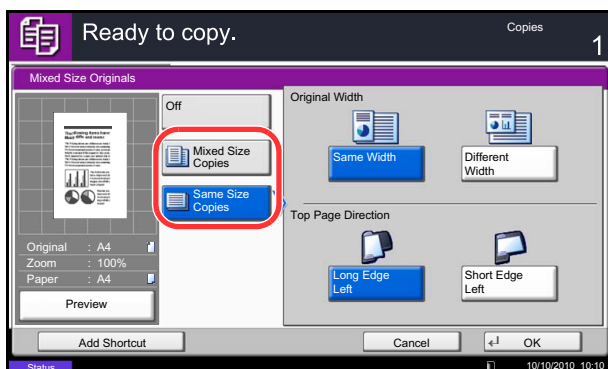 Ready to copy.
Copies
1
Mixed Size Originals
Off
Mixed Size
Copies
Same Size
Copies
Original Width
Same Width
Different
Width
Top Page Direction
Long Edge
Left
Short Edge
Left
Original : A4
Zoom : 100%
Paper : A4
Preview
Add Shortcut
Cancel
OK
Status
10/10/2010 10:10